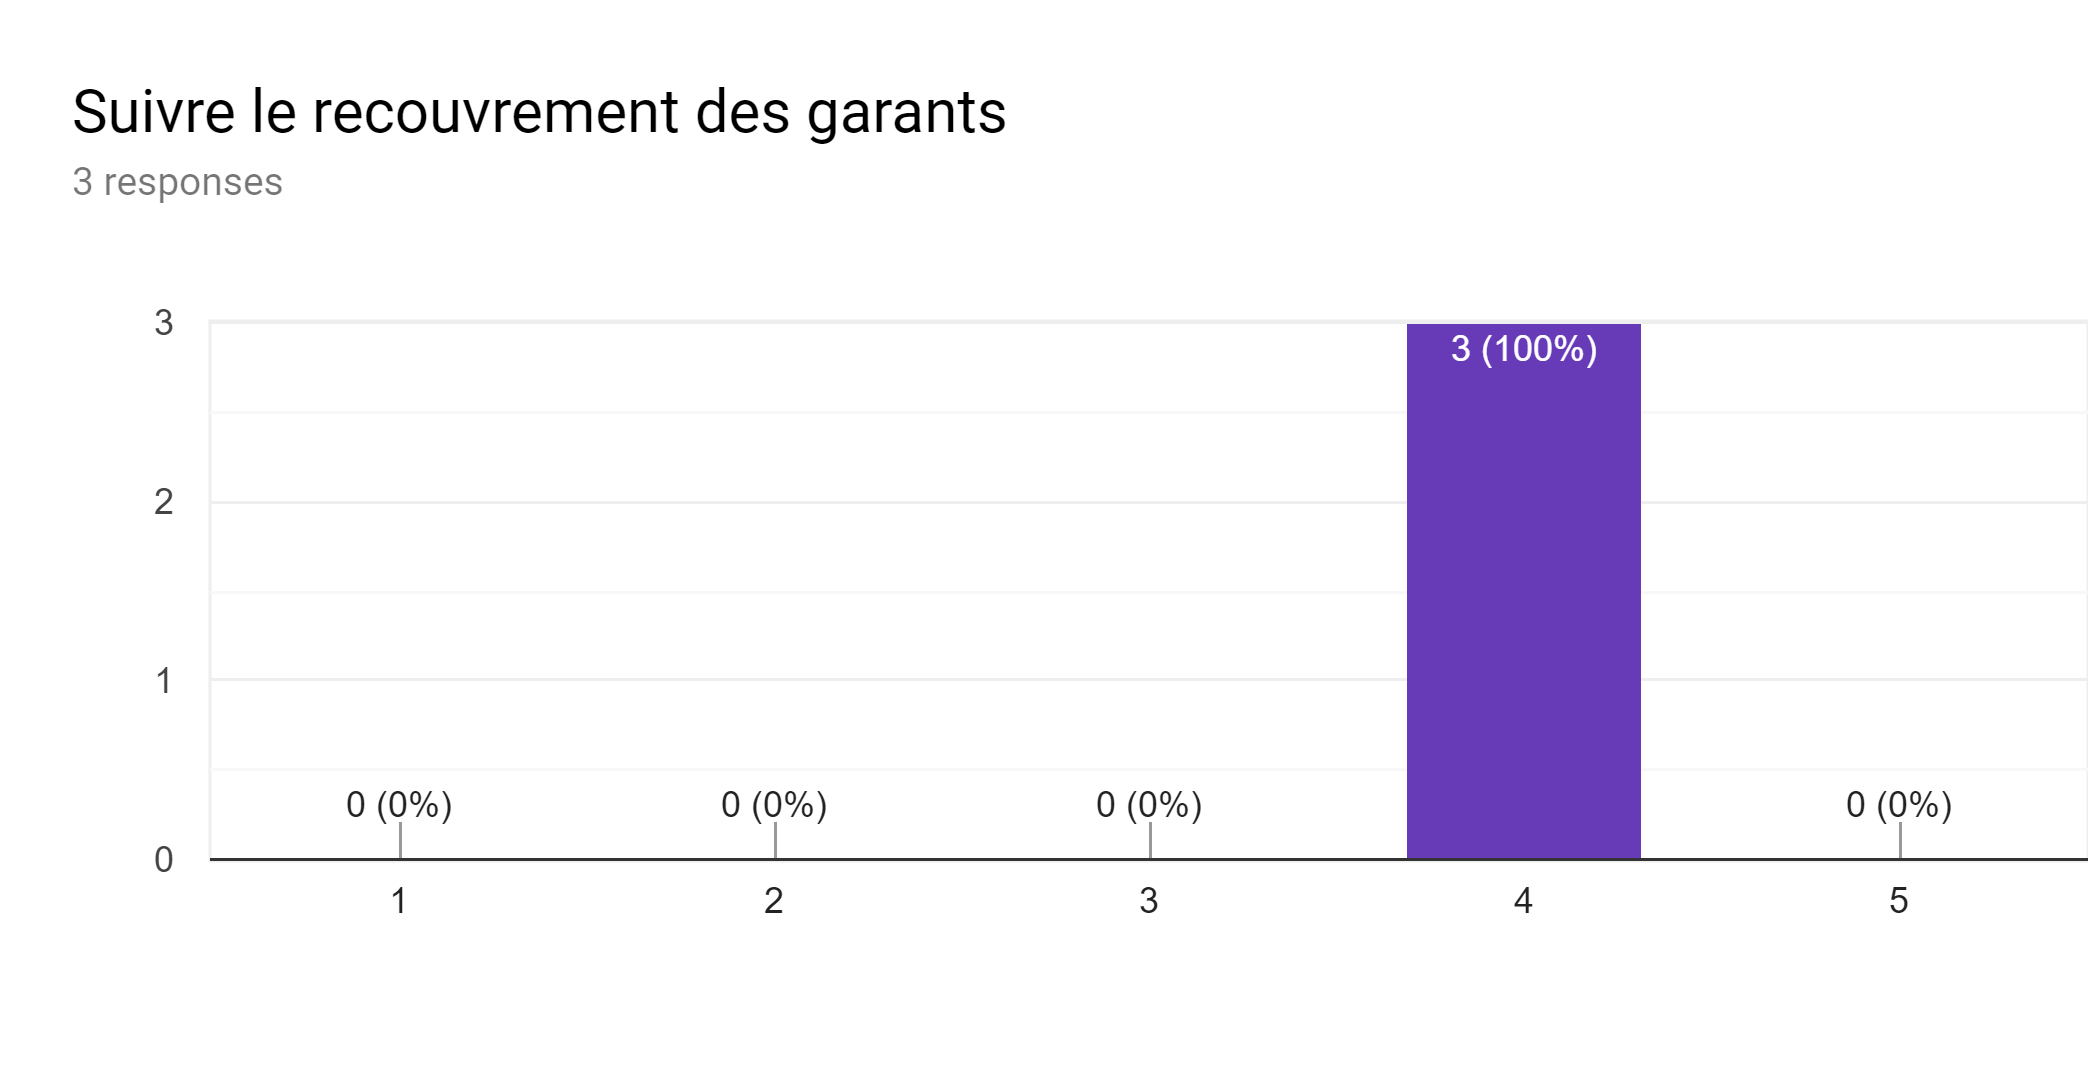 Suivre le recouvrement des garants
3 responses
3
3 (100%)
2
1
0 (0%) 0 (0%) 0 (0%) 0 (0%)
0
1 2 3 4 5